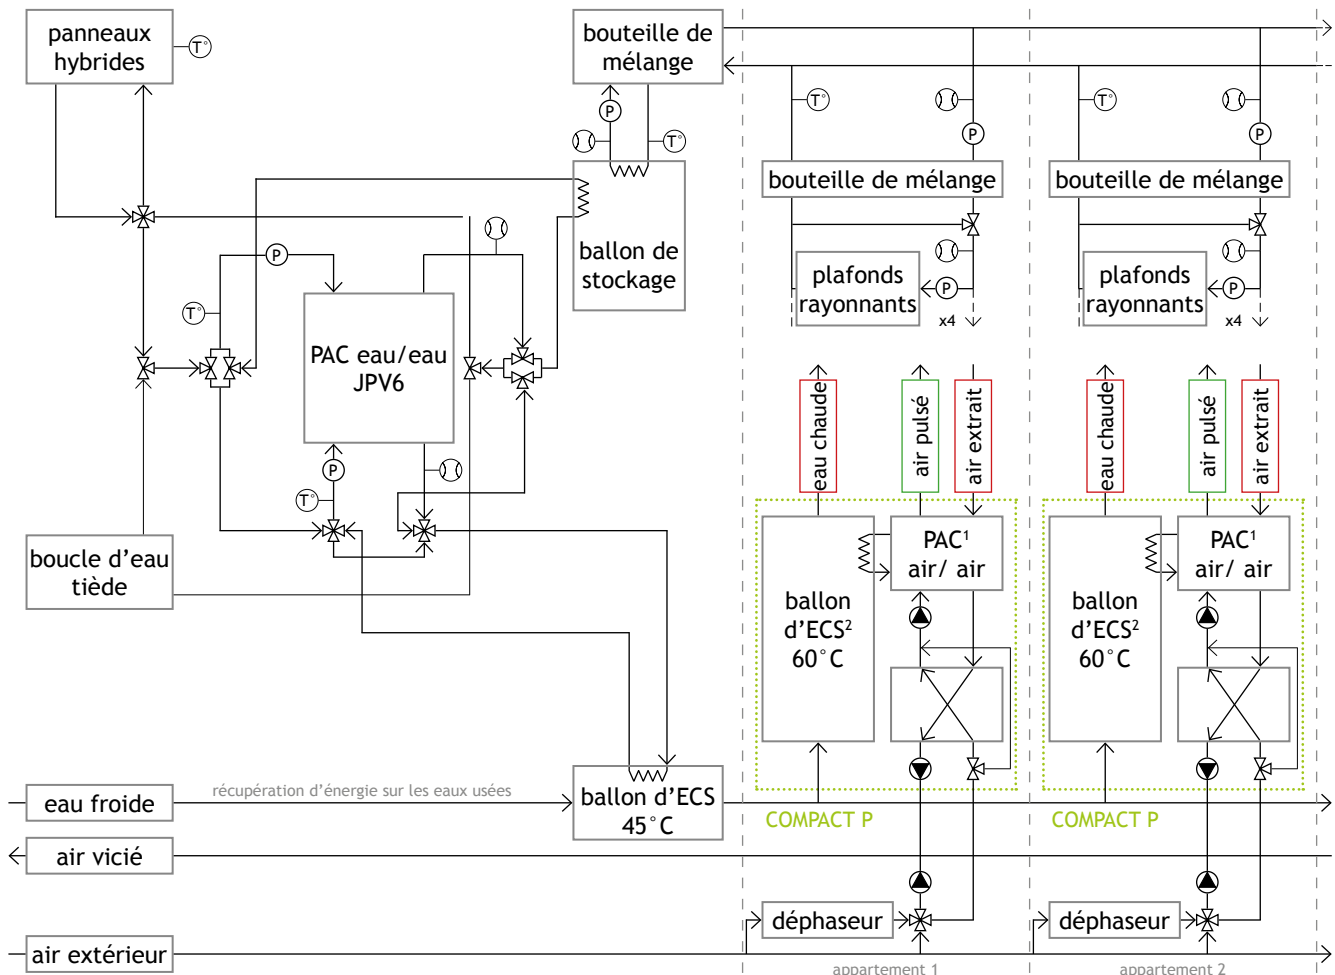 panneaux
hybrides
T°
bouteille de
mélange
P
T°
T°
T°
P
P
bouteille de mélange
bouteille de mélange
ballon de
stockage
P
T°
plafonds
rayonnants
P
x4
plafonds
rayonnants
P
x4
PAC eau/eau
JPV6
P
T°
eau chaude
air pulsé
air extrait
eau chaude
air pulsé
air extrait
boucle d'eau
tiède
PAC¹
air/ air
ballon
d'ECS²
60°C
PAC¹
air/ air
ballon
d'ECS²
60°C
eau froide
récupération d'énergie sur les eaux usées
ballon d'ECS
45°C
COMPACT P
COMPACT P
air vicié
déphaseur
déphaseur
air extérieur
appartement 1
appartement 2